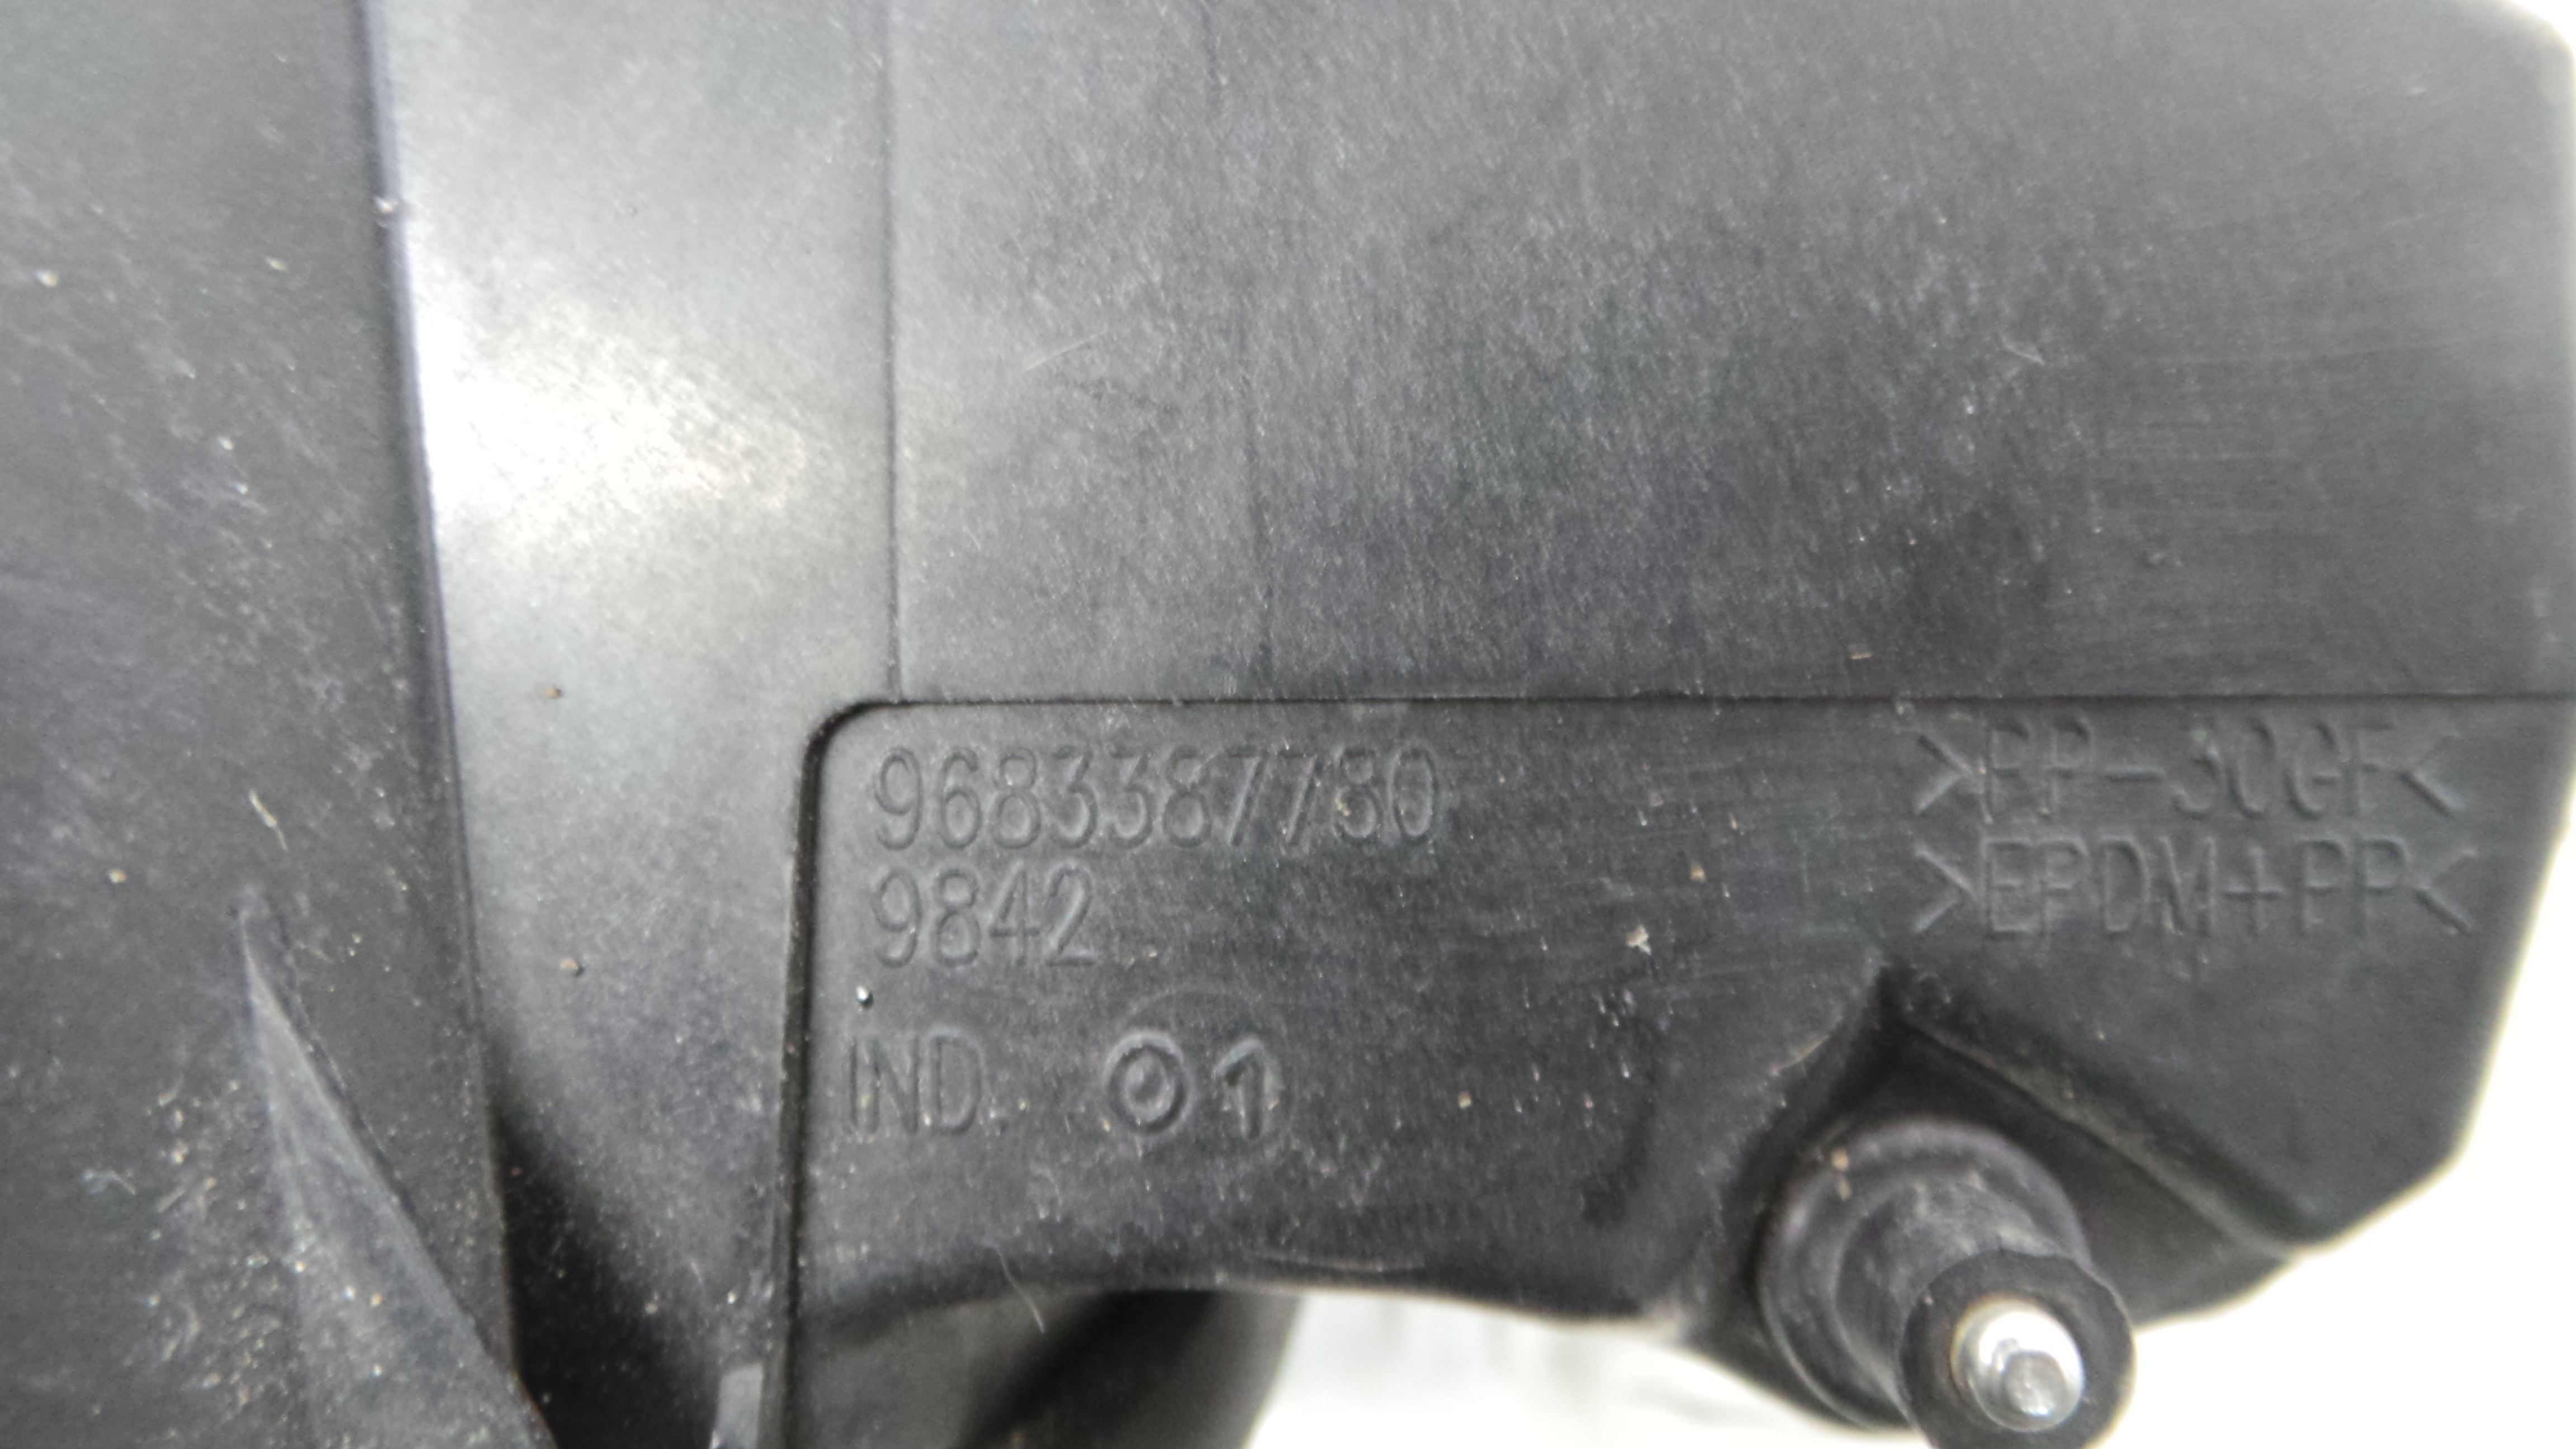 9683387780
>PP-30GF<
9842
>EPDM+PP<
IND. 01